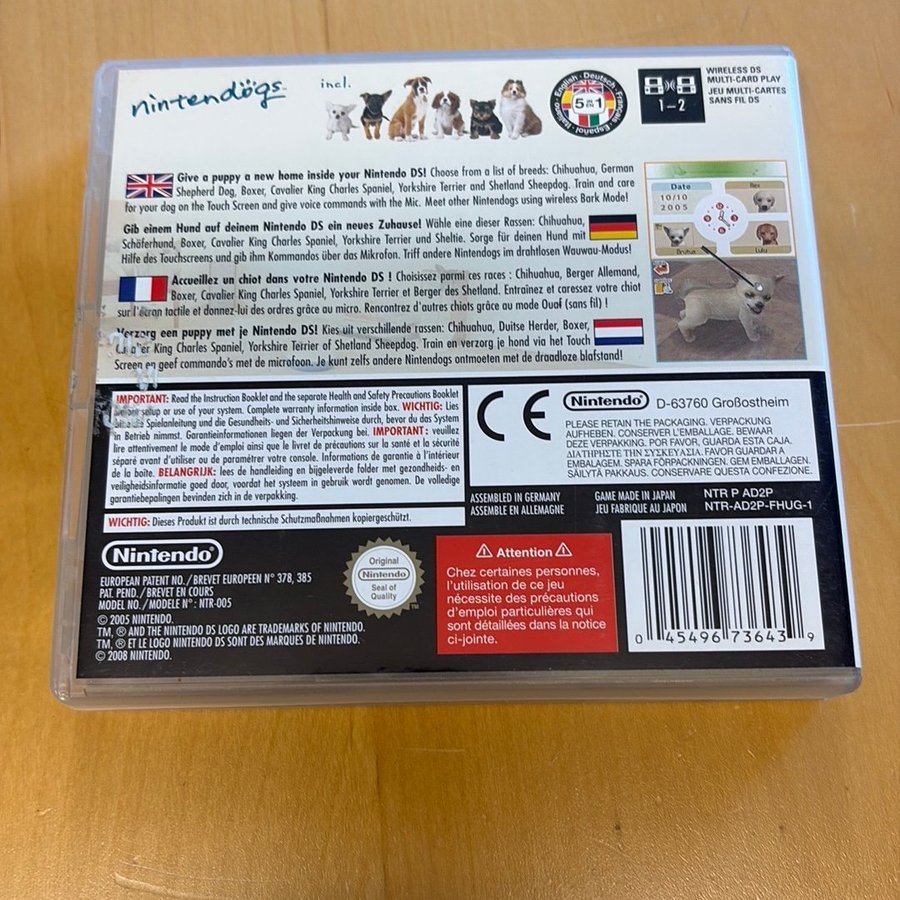 nintendogs™
incl.
English · Deutsch · Français · Español · Italiano
5 IN 1
1-2
WIRELESS DS
MULTI-CARD PLAY
JEU MULTI-CARTES
SANS FIL DS
Give a puppy a new home inside your Nintendo DS! Choose from a list of breeds: Chihuahua, German
Shepherd Dog, Boxer, Cavalier King Charles Spaniel, Yorkshire Terrier and Shetland Sheepdog. Train and care
for your dog on the Touch Screen and give voice commands with the Mic. Meet other Nintendogs using wireless Bark Mode!
Gib einem Hund auf deinem Nintendo DS ein neues Zuhause! Wähle eine dieser Rassen: Chihuahua,
Schäferhund, Boxer, Cavalier King Charles Spaniel, Yorkshire Terrier und Sheltie. Sorge für deinen Hund mit
Hilfe des Touchscreens und gib ihm Kommandos über das Mikrofon. Triff andere Nintendogs im drahtlosen Wauwau-Modus!
Accueillez un chiot dans votre Nintendo DS ! Choisissez parmi ces races : Chihuahua, Berger Allemand,
Boxer, Cavalier King Charles Spaniel, Yorkshire Terrier et Berger des Shetland. Entraînez et caressez votre chiot
sur l'écran tactile et donnez-lui des ordres grâce au micro. Rencontrez d'autres chiots grâce au mode Ouaf (sans fil) !
Verzorg een puppy met je Nintendo DS! Kies uit verschillende rassen: Chihuahua, Duitse Herder, Boxer,
Cavalier King Charles Spaniel, Yorkshire Terrier of Shetland Sheepdog. Train en verzorg je hond via het Touch
Screen en geef commando's met de microfoon. Je kunt zelfs andere Nintendogs ontmoeten met de draadloze blafstand!
Date
10/10
2005
Rex
Brutus
Lulu
IMPORTANT: Read the Instruction Booklet and the separate Health and Safety Precautions Booklet
before setup or use of your system. Complete warranty information inside box. WICHTIG: Lies
bitte die Spielanleitung und die Gesundheits- und Sicherheitshinweise durch, bevor du das System
in Betrieb nimmst. Garantieinformationen liegen der Verpackung bei. IMPORTANT : veuillez
lire attentivement le mode d'emploi ainsi que le livret de précautions sur la santé et la sécurité
séparé avant d'utiliser ou de paramétrer votre console. Informations de garantie à l'intérieur
de la boîte. BELANGRIJK: lees de handleiding en bijgeleverde folder met gezondheids- en
veiligheidsinformatie goed door, voordat het systeem in gebruik wordt genomen. De volledige
garantiebepalingen bevinden zich in de verpakking.
WICHTIG: Dieses Produkt ist durch technische Schutzmaßnahmen kopiergeschützt.
CE
Nintendo®
D-63760 Großostheim
PLEASE RETAIN THE PACKAGING. VERPACKUNG
AUFHEBEN. CONSERVER L'EMBALLAGE. BEWAAR
DEZE VERPAKKING. POR FAVOR, GUARDA ESTA CAJA.
ΔΙΑΤΗΡΗΣΤΕ ΤΗ ΣΥΣΚΕΥΑΣΙΑ. FAVOR GUARDAR A
EMBALAGEM. SPARA FÖRPACKNINGEN. GEM EMBALLAGEN.
SÄILYTÄ PAKKAUS. CONSERVARE QUESTA CONFEZIONE.
ASSEMBLED IN GERMANY
ASSEMBLE EN ALLEMAGNE
GAME MADE IN JAPAN
JEU FABRIQUE AU JAPON
NTR P AD2P
NTR-AD2P-FHUG-1
Nintendo®
EUROPEAN PATENT NO./BREVET EUROPEEN N° 378, 385
PAT. PEND./BREVET EN COURS
MODEL NO./MODELE N° : NTR-005
© 2005 NINTENDO.
TM, ® AND THE NINTENDO DS LOGO ARE TRADEMARKS OF NINTENDO.
TM, ® ET LE LOGO NINTENDO DS SONT DES MARQUES DE NINTENDO.
© 2008 NINTENDO.
Original
Nintendo®
Seal of
Quality
TM
⚠ Attention ⚠
Chez certaines personnes,
l'utilisation de ce jeu
nécessite des précautions
d'emploi particulières qui
sont détaillées dans la notice
ci-jointe.
0 45496 73643 9